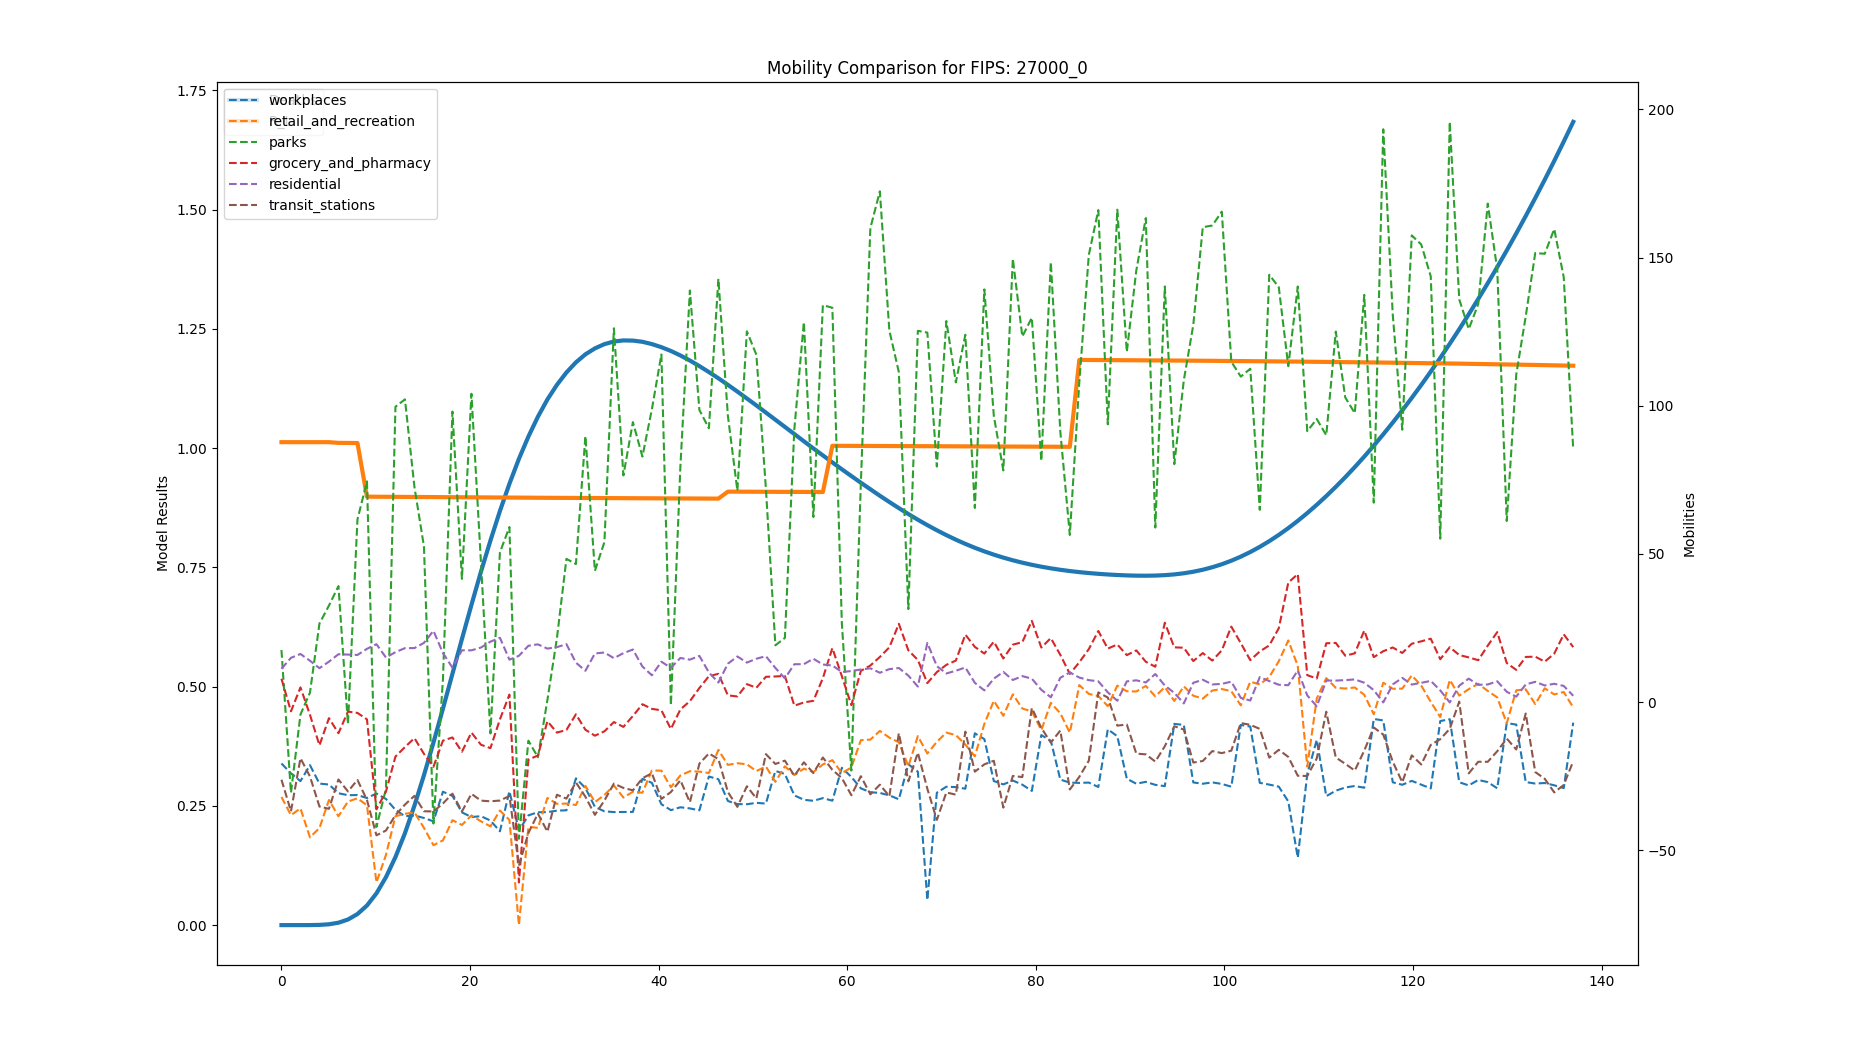 Mobility Comparison for FIPS: 27000_0
workplaces
retail_and_recreation
parks
grocery_and_pharmacy
residential
transit_stations
Model Results
1.75
1.50
1.25
1.00
0.75
0.50
0.25
0.00
200
150
100
50
0
−50
Mobilities
0 20 40 60 80 100 120 140